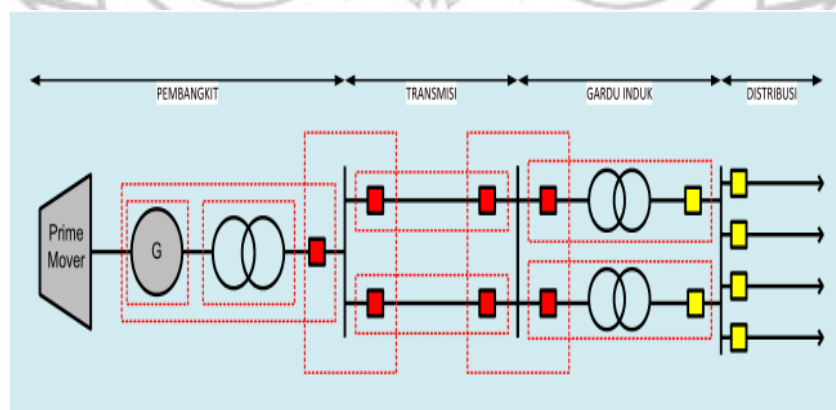 PEMBANGKIT
TRANSMISI
GARDU INDUK
DISTRIBUSI
Prime
Mover
G